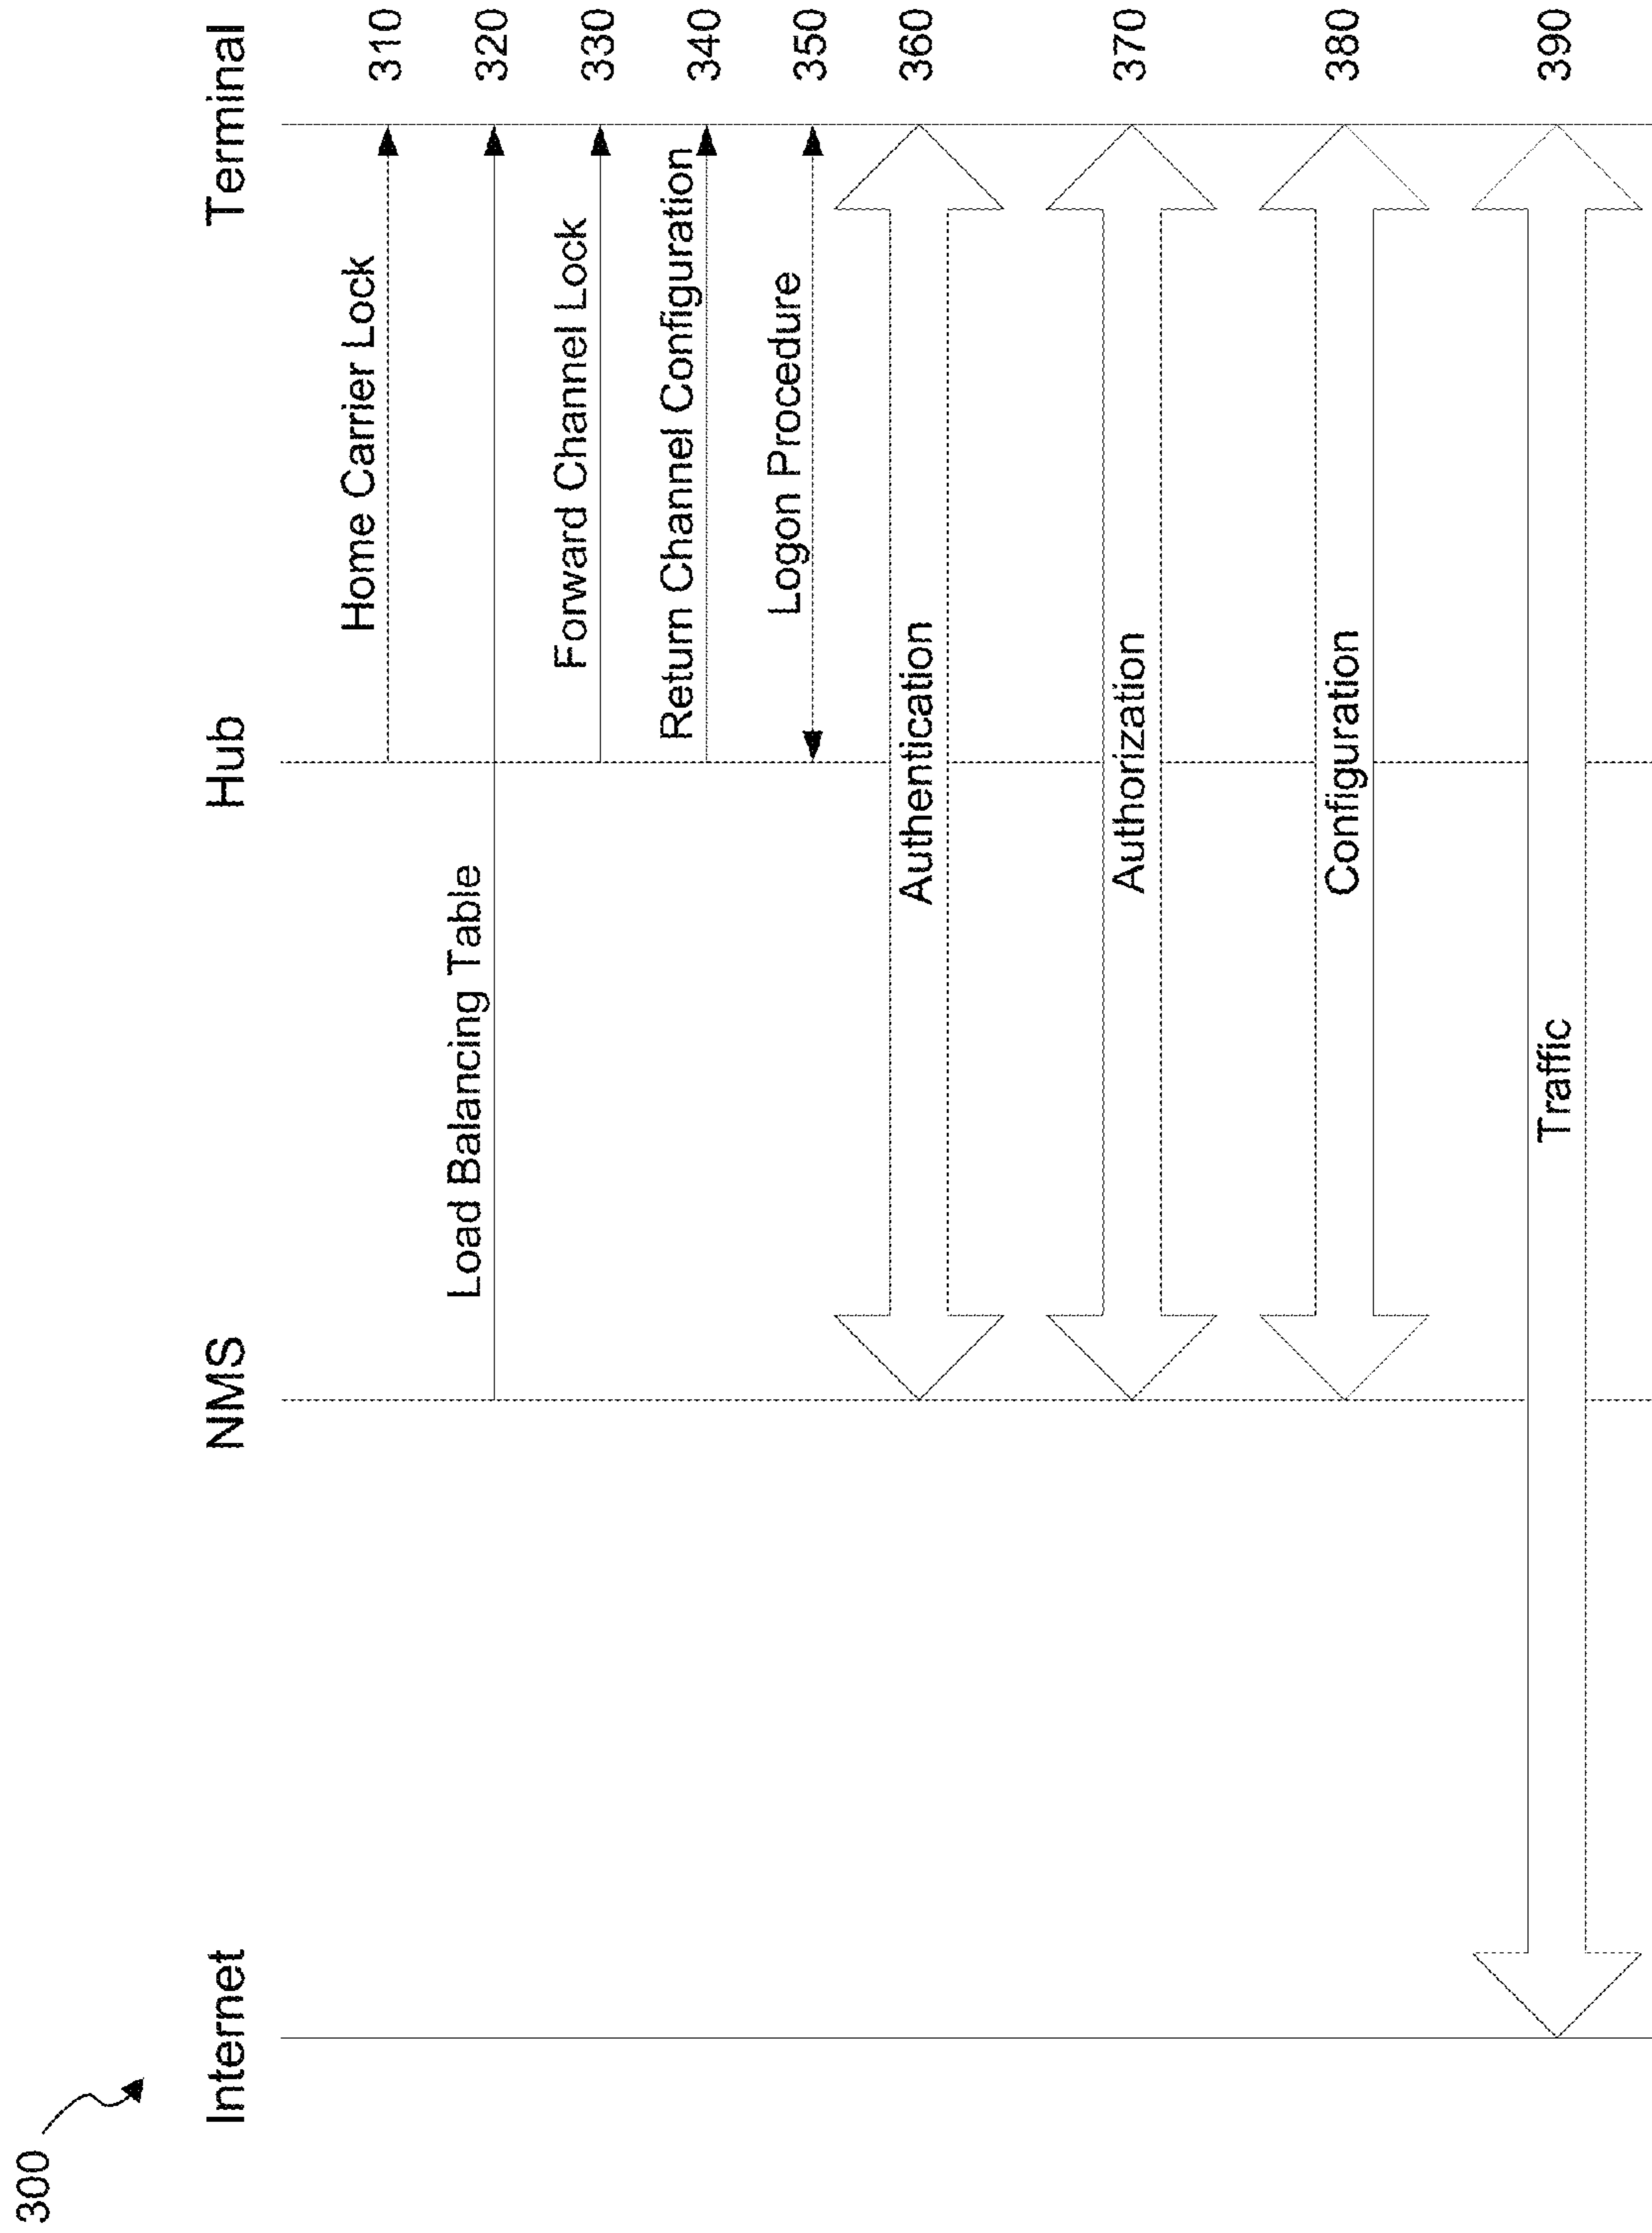 300
Internet
NMS
Hub
Terminal
Home Carrier Lock
310
Load Balancing Table
320
Forward Channel Lock
330
Return Channel Configuration
340
Logon Procedure
350
Authentication
360
Authorization
370
Configuration
380
Traffic
390